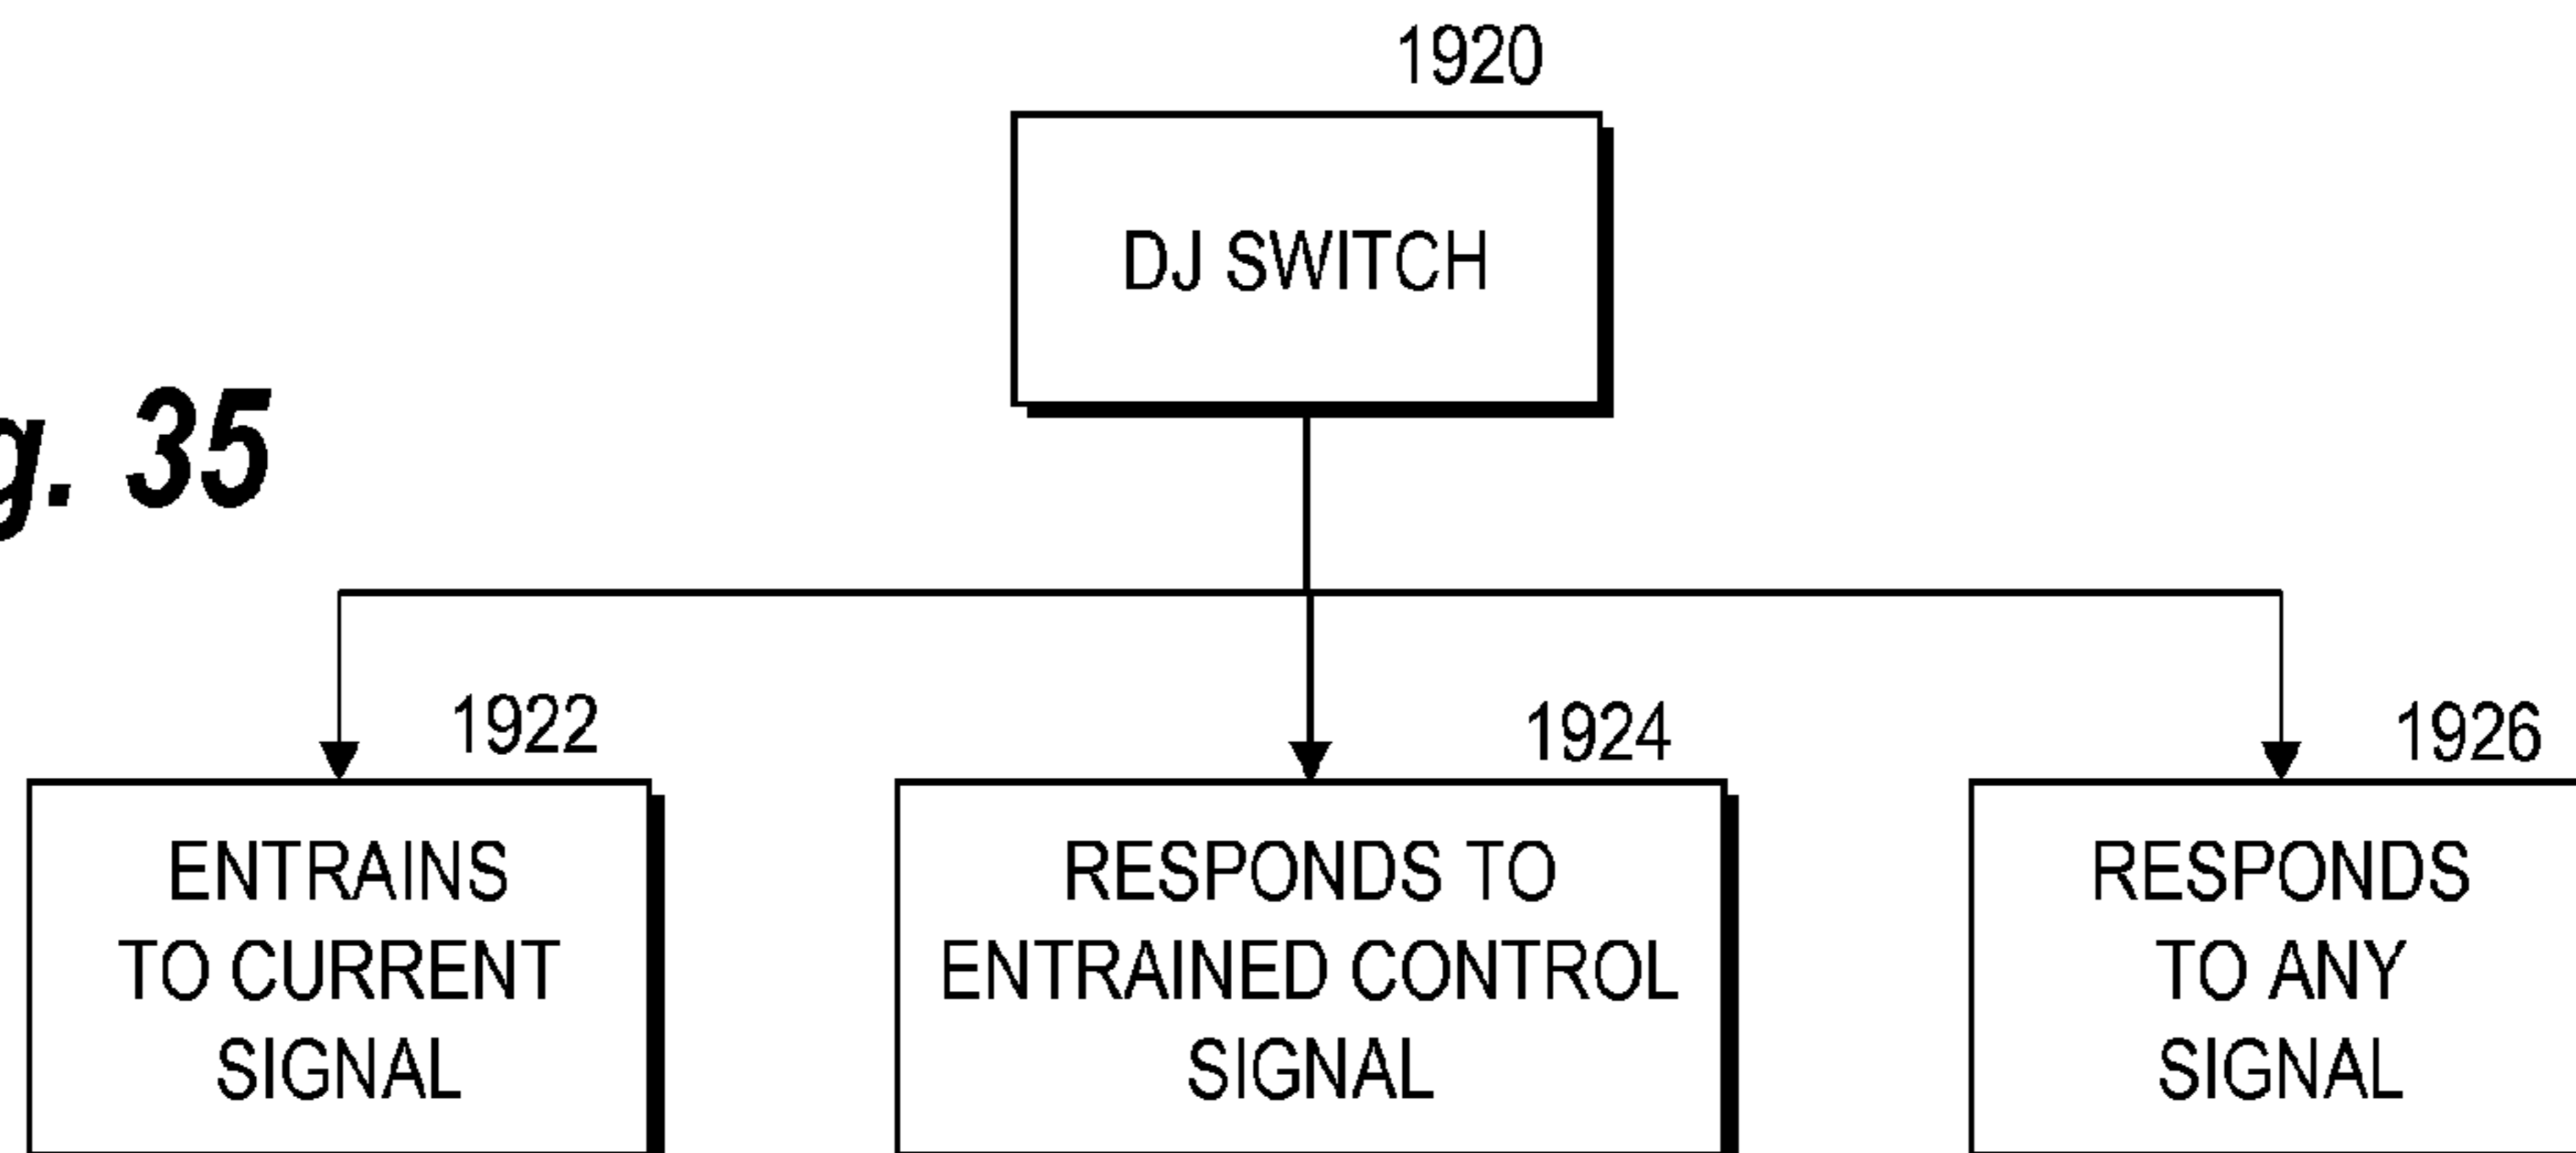 1920
DJ SWITCH
g. 35
1922
1924
1926
ENTRAINS
TO CURRENT
SIGNAL
RESPONDS TO
ENTRAINED CONTROL
SIGNAL
RESPONDS
TO ANY
SIGNAL